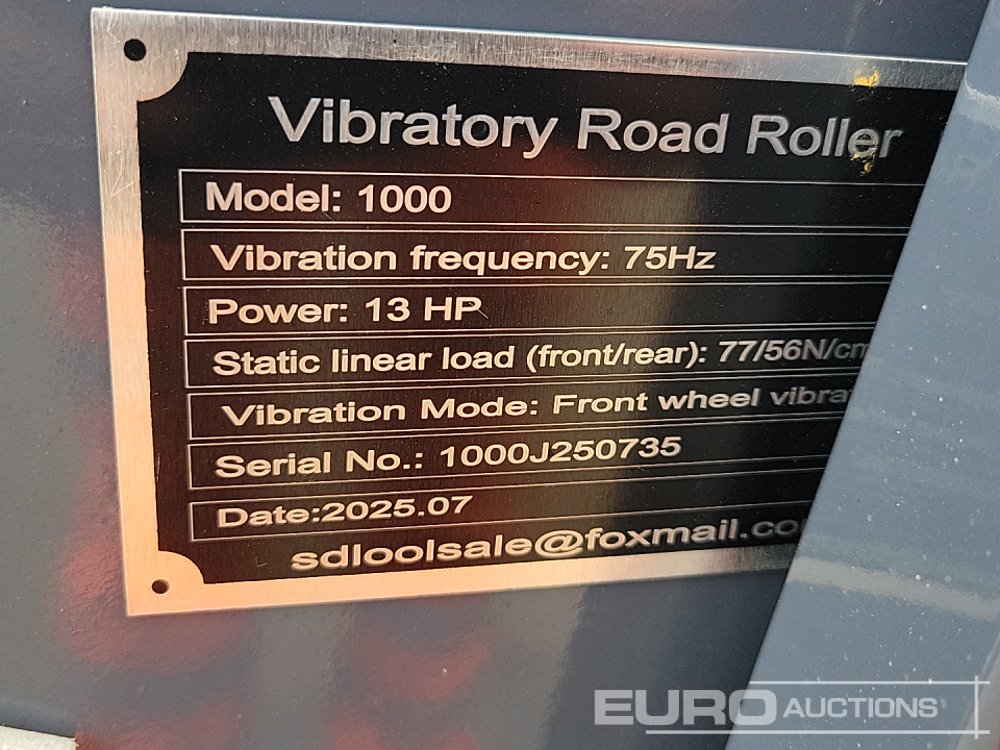 Vibratory Road Roller
Model: 1000
Vibration frequency: 75Hz
Power: 13 HP
Static linear load (front/rear): 77/56N/cm
Vibration Mode: Front wheel
Serial No.: 1000J250735
Date:2025.07
sdloolsale@foxmail.co
EURO AUCTIONS